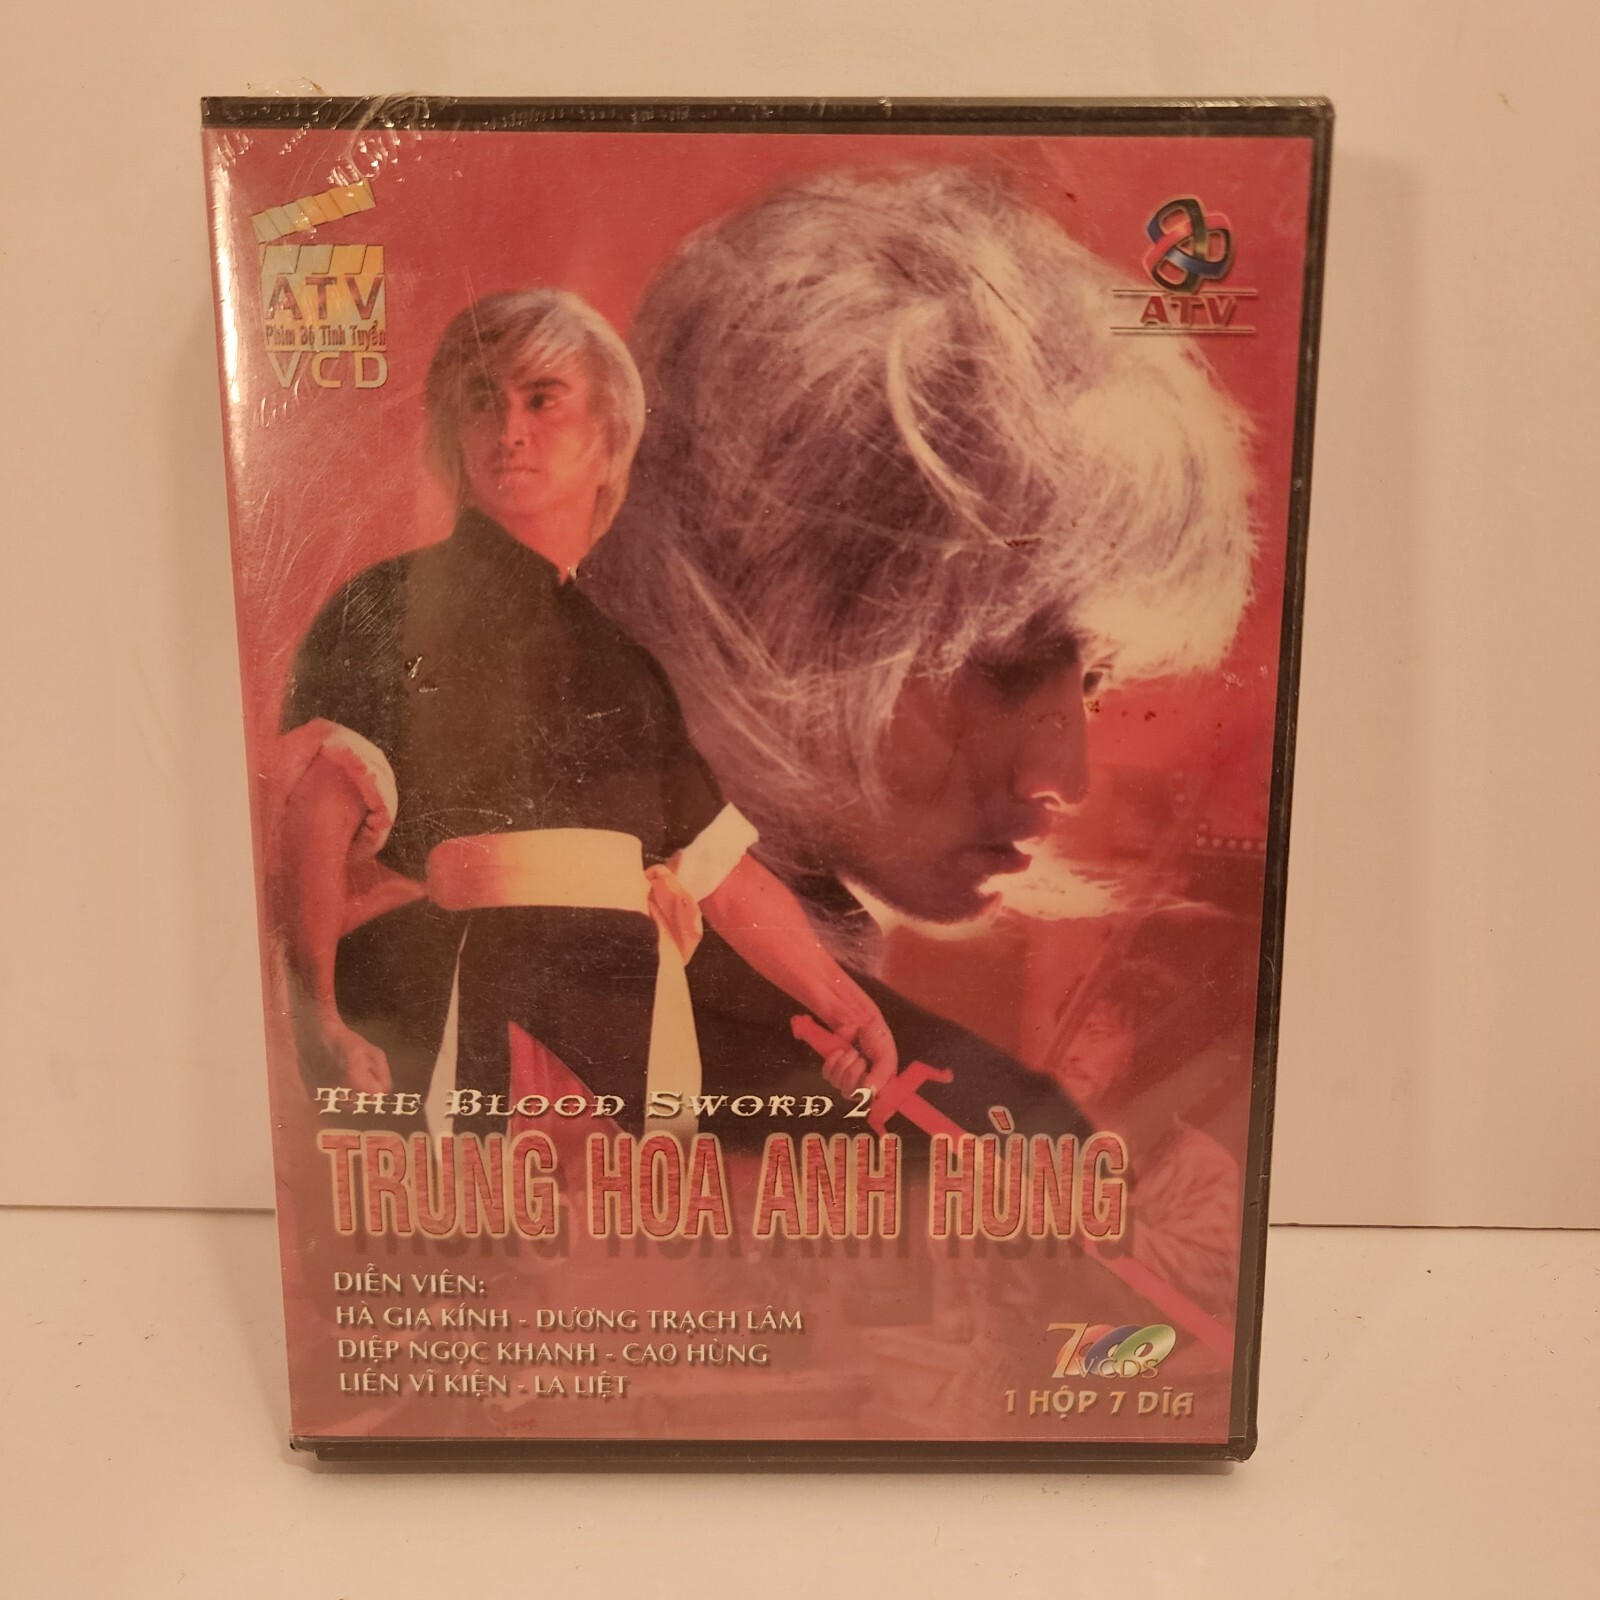 ATV
Phim Bộ Tinh Tuyển
VCD
ATV
THE BLOOD SWORD 2
TRUNG HOA ANH HÙNG
DIỄN VIÊN:
HÀ GIA KÍNH - DƯƠNG TRẠCH LÂM
DIỆP NGỌC KHANH - CAO HÙNG
LIÊN VĨ KIỆN - LA LIỆT
7 VCDS
1 HỘP 7 DĨA